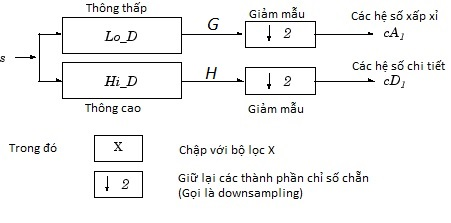 Thông thấp
Lo_D
G
Giảm mẫu
↓ 2
Các hệ số xấp xỉ
cA1
s
Hi_D
Thông cao
H
↓ 2
Giảm mẫu
Các hệ số chi tiết
cD1
Trong đó
X
Chập với bộ lọc X
↓ 2
Giữ lại các thành phần chỉ số chẵn
(Gọi là downsampling)